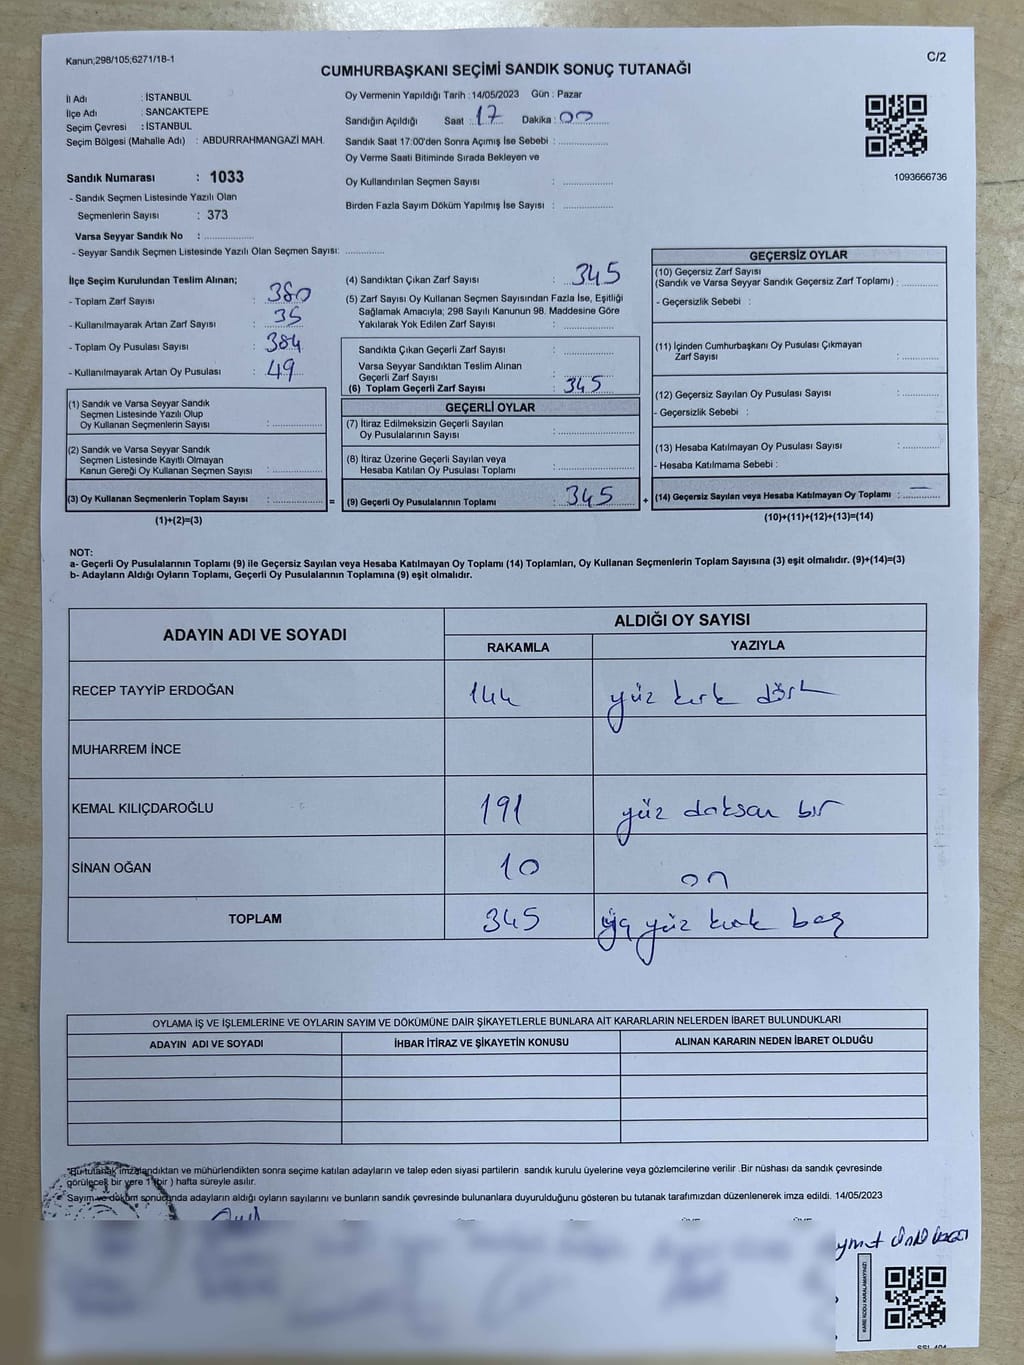 Kanun;298/105;6271/18-1
C/2
CUMHURBAŞKANI SEÇİMİ SANDIK SONUÇ TUTANAĞI
İl Adı : İSTANBUL
İlçe Adı : SANCAKTEPE
Seçim Çevresi : İSTANBUL
Seçim Bölgesi (Mahalle Adı) : ABDURRAHMANGAZİ MAH.
Sandık Numarası : 1033
- Sandık Seçmen Listesinde Yazılı Olan
Seçmenlerin Sayısı : 373
Varsa Seyyar Sandık No : ............
- Seyyar Sandık Seçmen Listesinde Yazılı Olan Seçmen Sayısı: ............
Oy Vermenin Yapıldığı Tarih : 14/05/2023 Gün : Pazar
Sandığın Açıldığı Saat : 17 Dakika : 00
Sandık Saat 17:00'den Sonra Açımış İse Sebebi : ............
Oy Verme Saati Bitiminde Sırada Bekleyen ve
Oy Kullandırılan Seçmen Sayısı : ............
Birden Fazla Sayım Döküm Yapılmış İse Sayısı : ............
1093666736
İlçe Seçim Kurulundan Teslim Alınan;
- Toplam Zarf Sayısı : 380
- Kullanılmayarak Artan Zarf Sayısı : 35
- Toplam Oy Pusulası Sayısı : 384
- Kullanılmayarak Artan Oy Pusulası : 49
(1) Sandık ve Varsa Seyyar Sandık
Seçmen Listesinde Yazılı Olup
Oy Kullanan Seçmenlerin Sayısı : ............
(2) Sandık ve Varsa Seyyar Sandık
Seçmen Listesinde Kayıtlı Olmayan
Kanun Gereği Oy Kullanan Seçmen Sayısı : ............
(3) Oy Kullanan Seçmenlerin Toplam Sayısı : ............ =
(1)+(2)=(3)
(4) Sandıktan Çıkan Zarf Sayısı : 345
(5) Zarf Sayısı Oy Kullanan Seçmen Sayısından Fazla İse, Eşitliği
Sağlamak Amacıyla; 298 Sayılı Kanunun 98. Maddesine Göre
Yakılarak Yok Edilen Zarf Sayısı : ............
Sandıkta Çıkan Geçerli Zarf Sayısı : ............
Varsa Seyyar Sandıktan Teslim Alınan
Geçerli Zarf Sayısı : ............
(6) Toplam Geçerli Zarf Sayısı : 345
GEÇERLİ OYLAR
(7) İtiraz Edilmeksizin Geçerli Sayılan
Oy Pusulalarının Sayısı : ............
(8) İtiraz Üzerine Geçerli Sayılan veya
Hesaba Katılan Oy Pusulası Toplamı : ............
(9) Geçerli Oy Pusulalarının Toplamı : 345 +
GEÇERSİZ OYLAR
(10) Geçersiz Zarf Sayısı
(Sandık ve Varsa Seyyar Sandık Geçersiz Zarf Toplamı) : ............
- Geçersizlik Sebebi :
(11) İçinden Cumhurbaşkanı Oy Pusulası Çıkmayan
Zarf Sayısı : ............
(12) Geçersiz Sayılan Oy Pusulası Sayısı : ............
- Geçersizlik Sebebi :
(13) Hesaba Katılmayan Oy Pusulası Sayısı : ............
- Hesaba Katılmama Sebebi :
(14) Geçersiz Sayılan veya Hesaba Katılmayan Oy Toplamı : —
(10)+(11)+(12)+(13)=(14)
NOT:
a- Geçerli Oy Pusulalarının Toplamı (9) ile Geçersiz Sayılan veya Hesaba Katılmayan Oy Toplamı (14) Toplamları, Oy Kullanan Seçmenlerin Toplam Sayısına (3) eşit olmalıdır. (9)+(14)=(3)
b- Adayların Aldığı Oyların Toplamı, Geçerli Oy Pusulalarının Toplamına (9) eşit olmalıdır.
ADAYIN ADI VE SOYADI
ALDIĞI OY SAYISI
RAKAMLA YAZIYLA
RECEP TAYYİP ERDOĞAN 144 yüz kırk dört
MUHARREM İNCE
KEMAL KILIÇDAROĞLU 191 yüz doksan bir
SİNAN OĞAN 10 on
TOPLAM 345 üç yüz kırk beş
OYLAMA İŞ VE İŞLEMLERİNE VE OYLARIN SAYIM VE DÖKÜMÜNE DAİR ŞİKAYETLERLE BUNLARA AİT KARARLARIN NELERDEN İBARET BULUNDUKLARI
ADAYIN ADI VE SOYADI İHBAR İTİRAZ VE ŞİKAYETİN KONUSU ALINAN KARARIN NEDEN İBARET OLDUĞU
Bu tutanak imzalandıktan ve mühürlendikten sonra seçime katılan adayların ve talep eden siyasi partilerin sandık kurulu üyelerine veya gözlemcilerine verilir .Bir nüshası da sandık çevresinde
görülecek bir yere 1 (bir ) hafta süreyle asılır.
Sayım ve döküm sonucunda adayların aldığı oyların sayılarını ve bunların sandık çevresinde bulunanlara duyurulduğunu gösteren bu tutanak tarafımızdan düzenlenerek imza edildi. 14/05/2023
KARE KODU KARALAMAYINIZ!